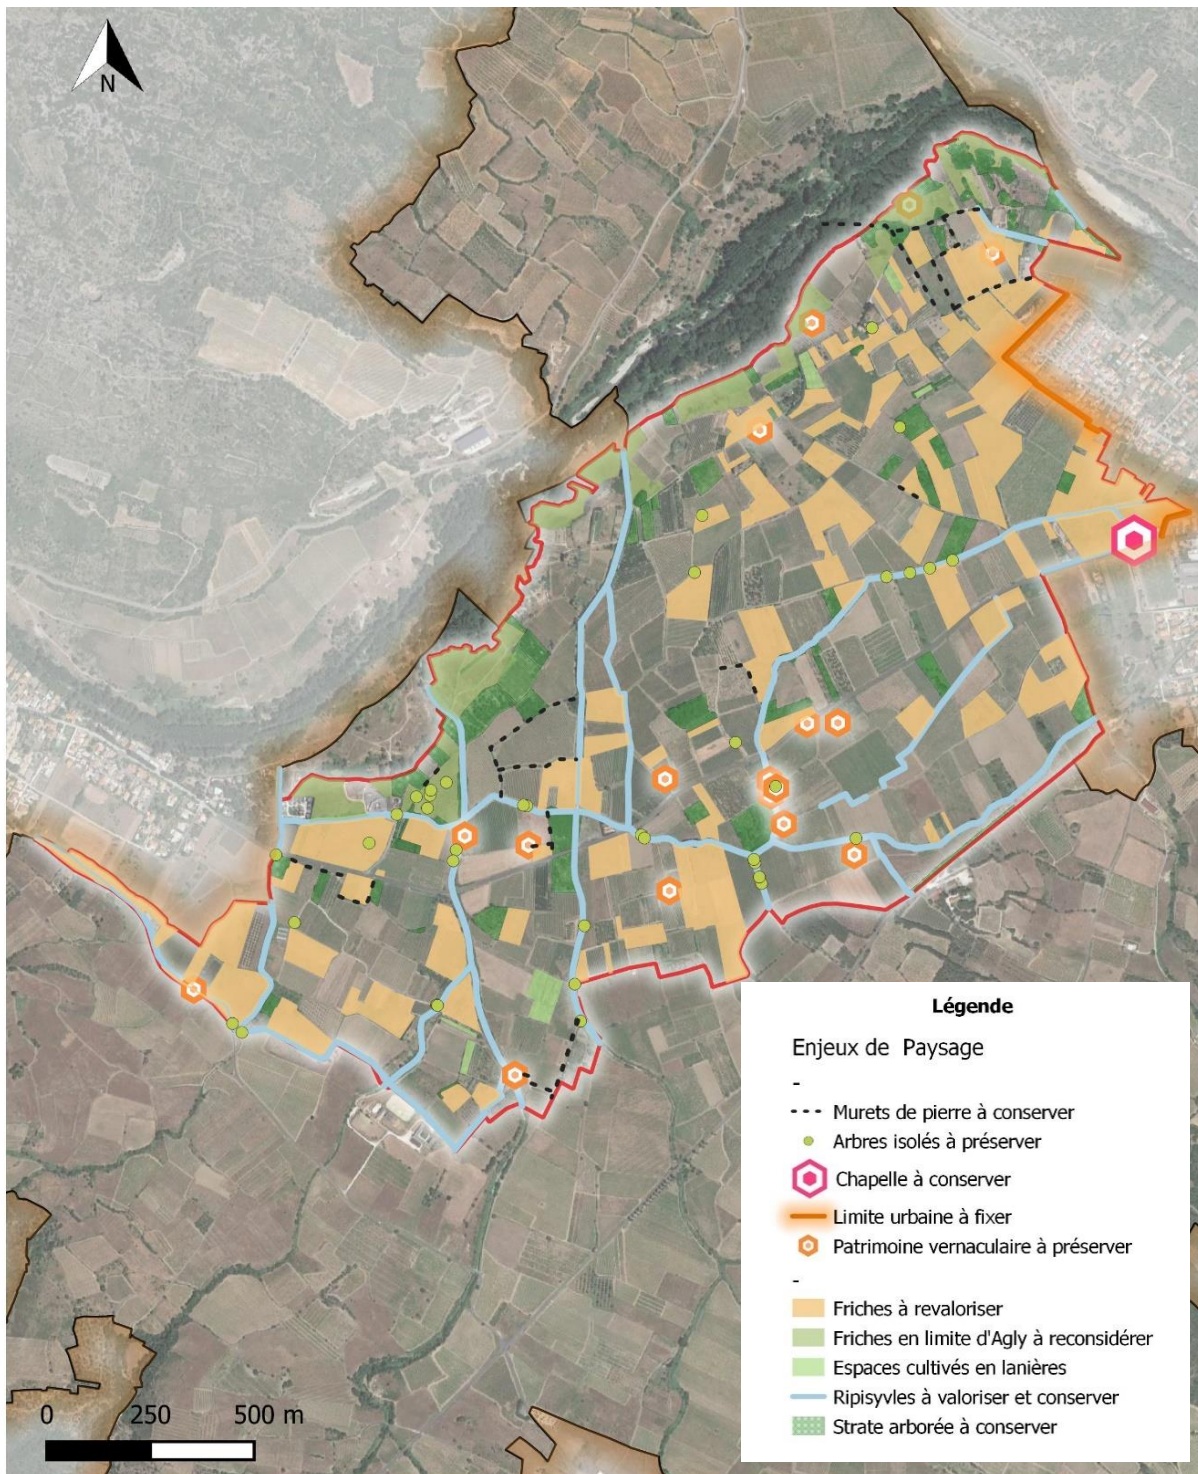 N
Légende
Enjeux de Paysage
-
Murets de pierre à conserver
Arbres isolés à préserver
Chapelle à conserver
Limite urbaine à fixer
Patrimoine vernaculaire à préserver
-
Friches à revaloriser
Friches en limite d'Agly à reconsidérer
Espaces cultivés en lanières
Ripisyvles à valoriser et conserver
Strate arborée à conserver
0 250 500 m